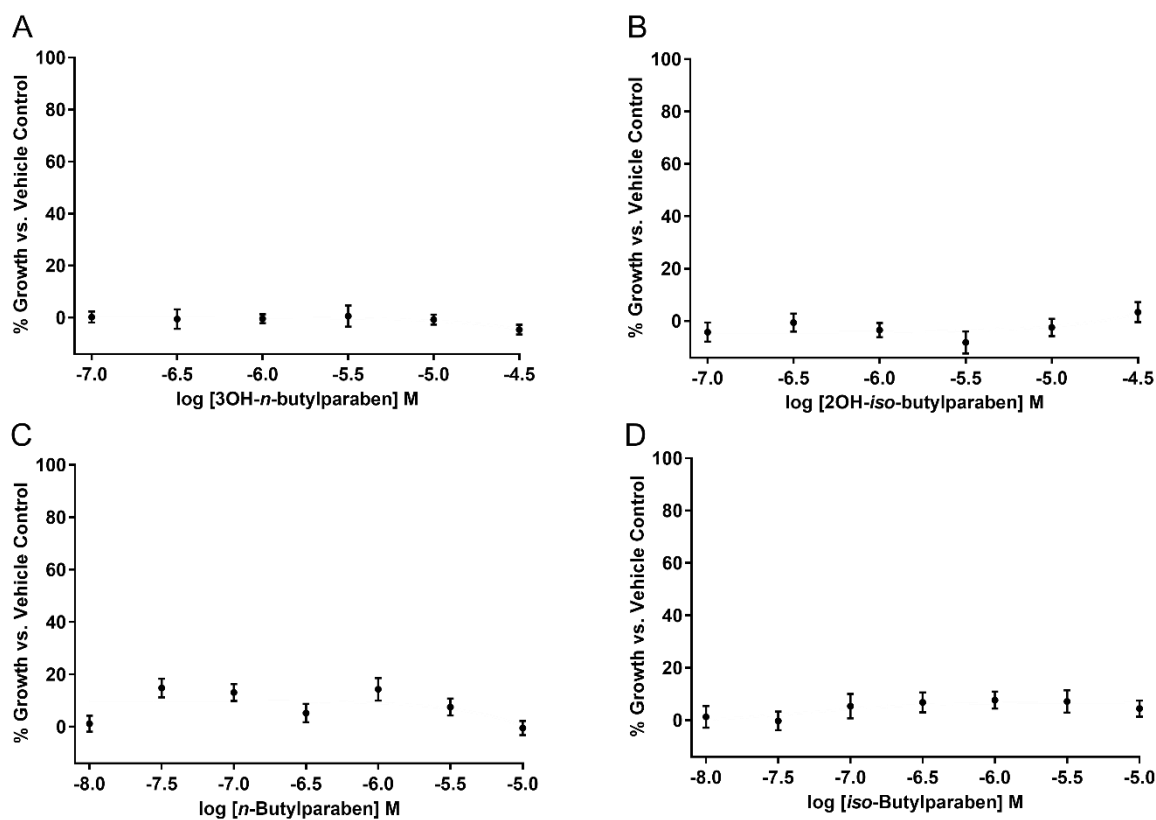 A
% Growth vs. Vehicle Control
100
80
60
40
20
0
-7.0 -6.5 -6.0 -5.5 -5.0 -4.5
log [3OH-n-butylparaben] M
B
% Growth vs. Vehicle Control
100
80
60
40
20
0
-7.0 -6.5 -6.0 -5.5 -5.0 -4.5
log [2OH-iso-butylparaben] M
C
% Growth vs. Vehicle Control
100
80
60
40
20
0
-8.0 -7.5 -7.0 -6.5 -6.0 -5.5 -5.0
log [n-Butylparaben] M
D
% Growth vs. Vehicle Control
100
80
60
40
20
0
-8.0 -7.5 -7.0 -6.5 -6.0 -5.5 -5.0
log [iso-Butylparaben] M